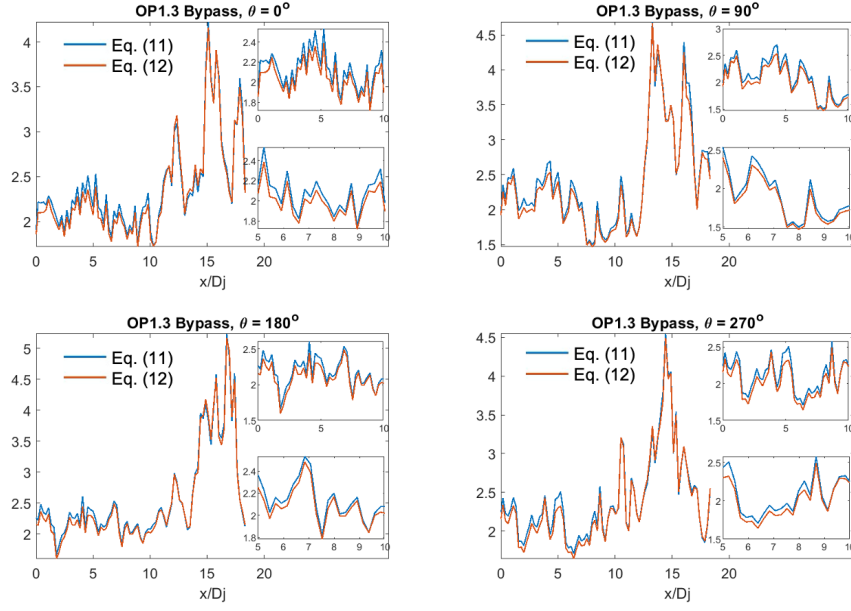 OP1.3 Bypass, θ = 0°
Eq. (11)
Eq. (12)
4
3.5
3
2.5
2
0 5 10 15 20
x/Dj
2.4
2.2
2
1.8
0 5 10
2.4
2.2
2
1.8
5 6 7 8 9 10
OP1.3 Bypass, θ = 90°
Eq. (11)
Eq. (12)
4.5
4
3.5
3
2.5
2
1.5
0 5 10 15 20
x/Dj
3
2.5
2
1.5
0 5 10
2.5
2
1.5
5 6 7 8 9 10
OP1.3 Bypass, θ = 180°
Eq. (11)
Eq. (12)
5
4.5
4
3.5
3
2.5
2
0 5 10 15 20
x/Dj
2.5
2
1.5
0 5 10
2.4
2.2
2
1.8
5 6 7 8 9 10
OP1.3 Bypass, θ = 270°
Eq. (11)
Eq. (12)
4.5
4
3.5
3
2.5
2
0 5 10 15 20
x/Dj
2.5
2
1.5
0 5 10
2.5
2
1.5
5 6 7 8 9 10